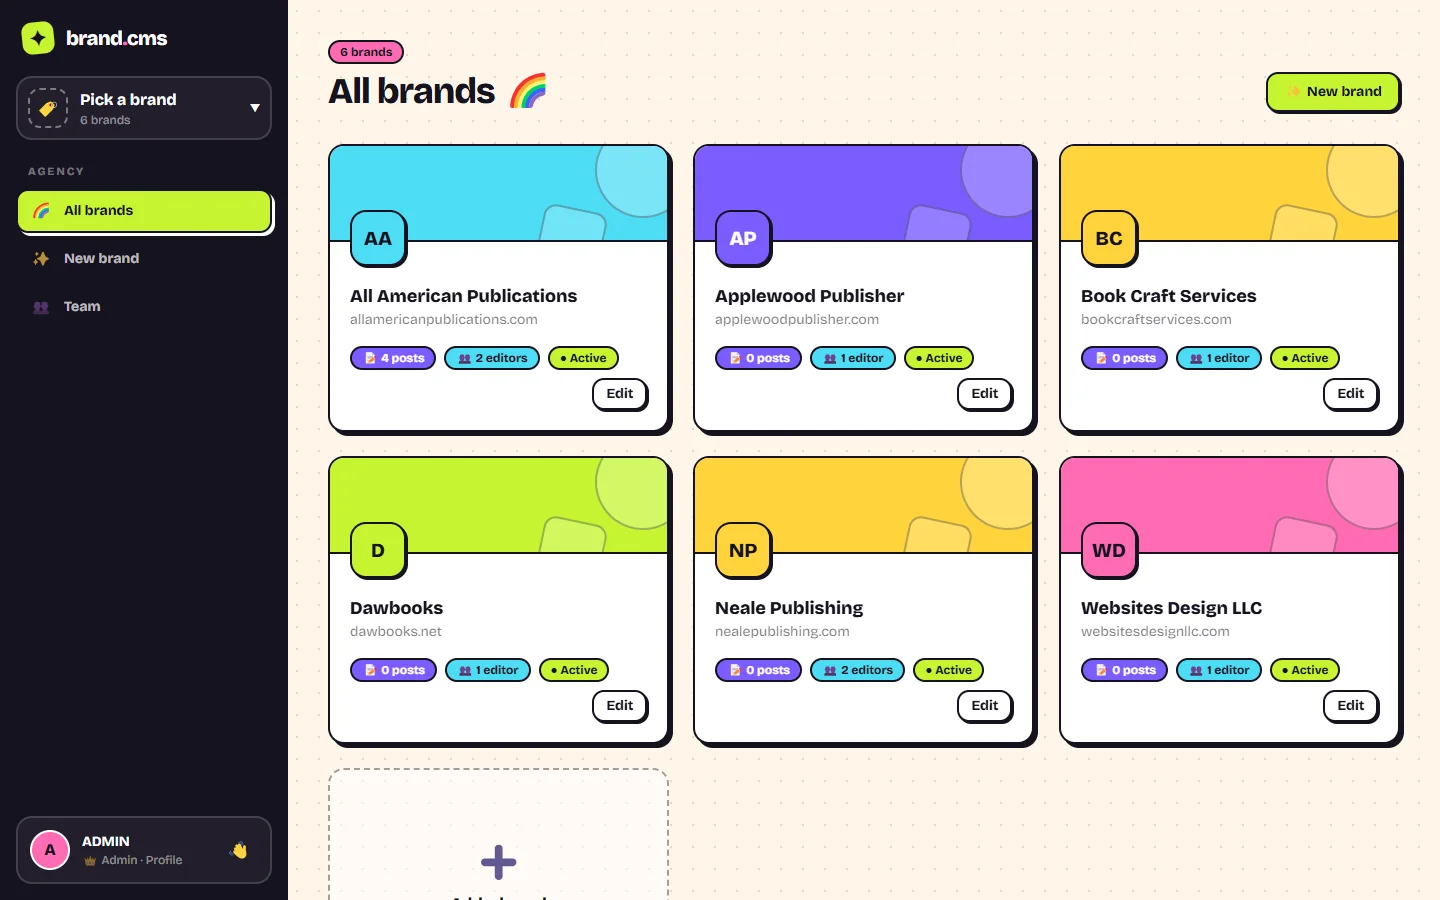 brand.cms
Pick a brand
6 brands
AGENCY
All brands
New brand
Team
A
ADMIN
Admin · Profile
6 brands
All brands
New brand
AA
All American Publications
allamericanpublications.com
4 posts
2 editors
● Active
Edit
AP
Applewood Publisher
applewoodpublisher.com
0 posts
1 editor
● Active
Edit
BC
Book Craft Services
bookcraftservices.com
0 posts
1 editor
● Active
Edit
D
Dawbooks
dawbooks.net
0 posts
1 editor
● Active
Edit
NP
Neale Publishing
nealepublishing.com
0 posts
2 editors
● Active
Edit
WD
Websites Design LLC
websitesdesignllc.com
0 posts
1 editor
● Active
Edit